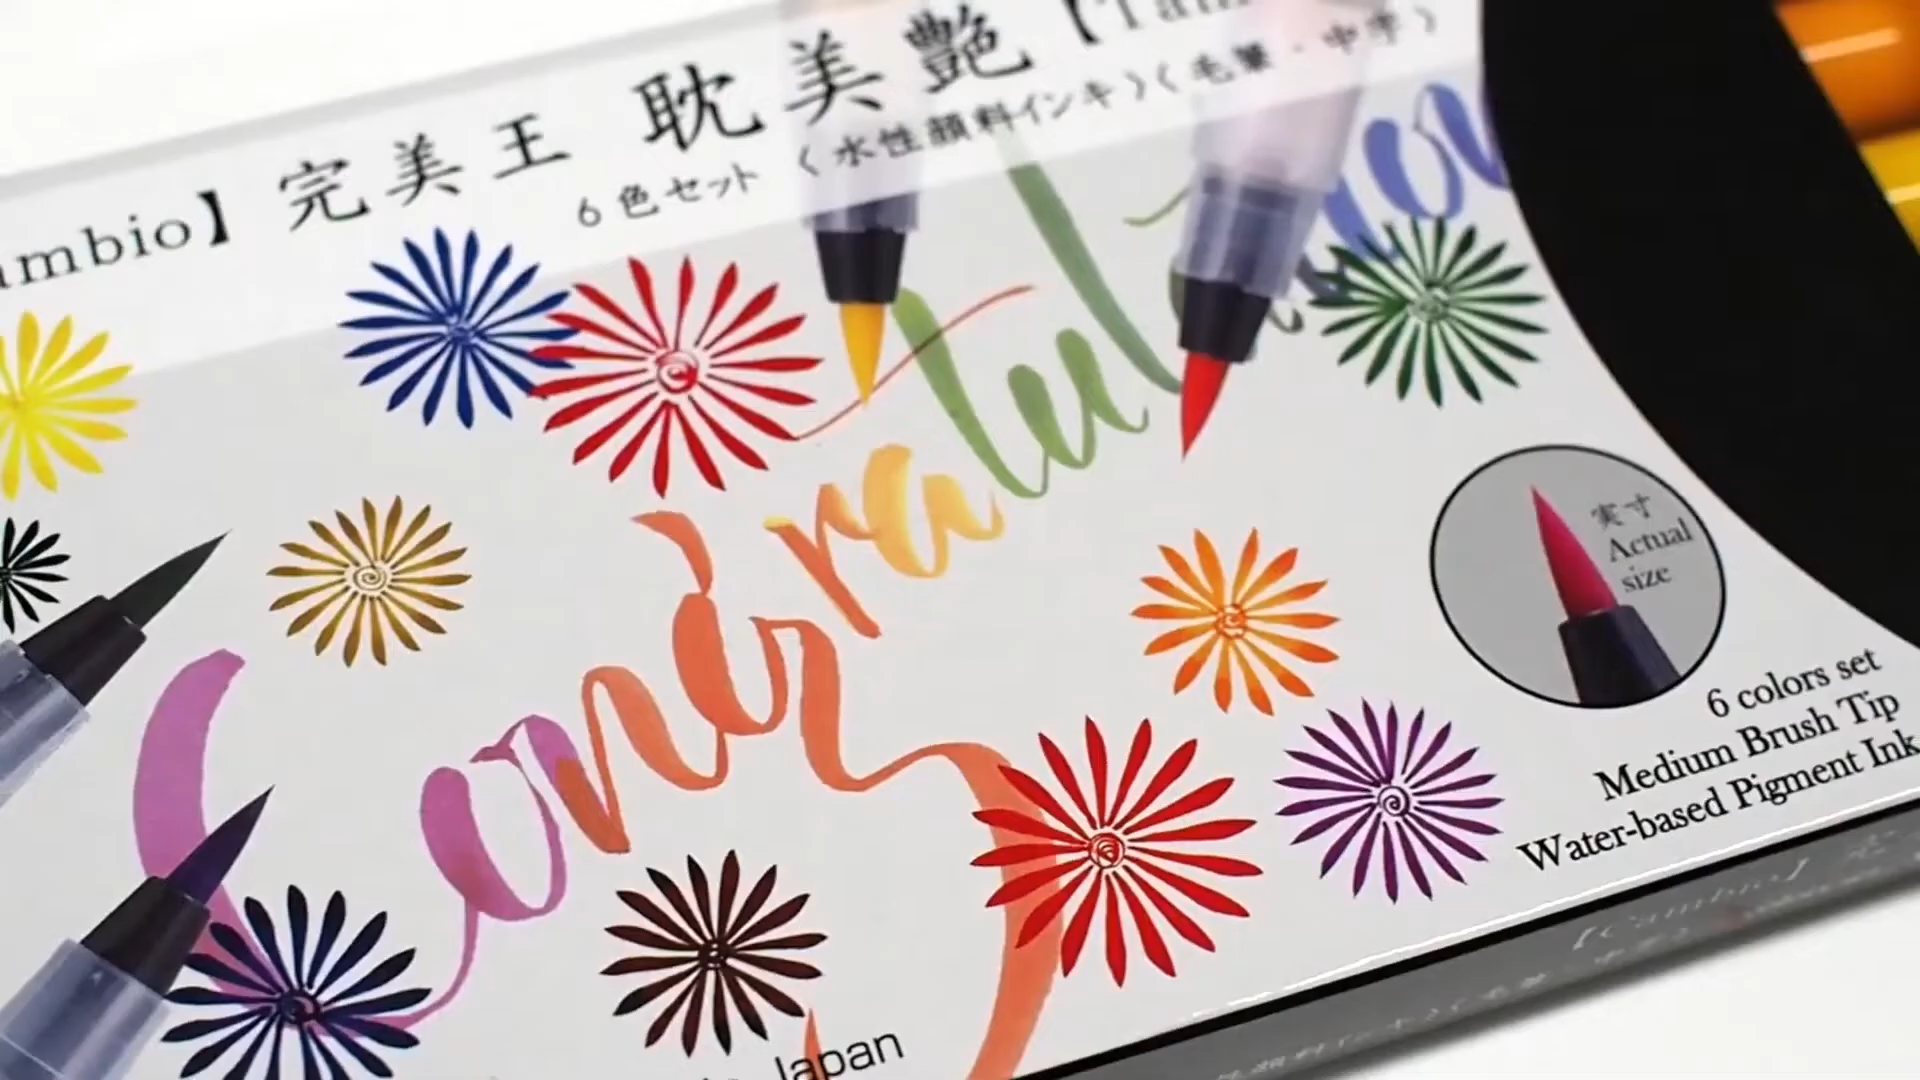 ambio】 完美王 耽美艶 【Tam
6色セット 〈水性顔料インキ〉〈毛筆・中字〉
Congratulatiou
実寸
Actual
size
6 colors set
Medium Brush Tip
Water-based Pigment Ink
Japan